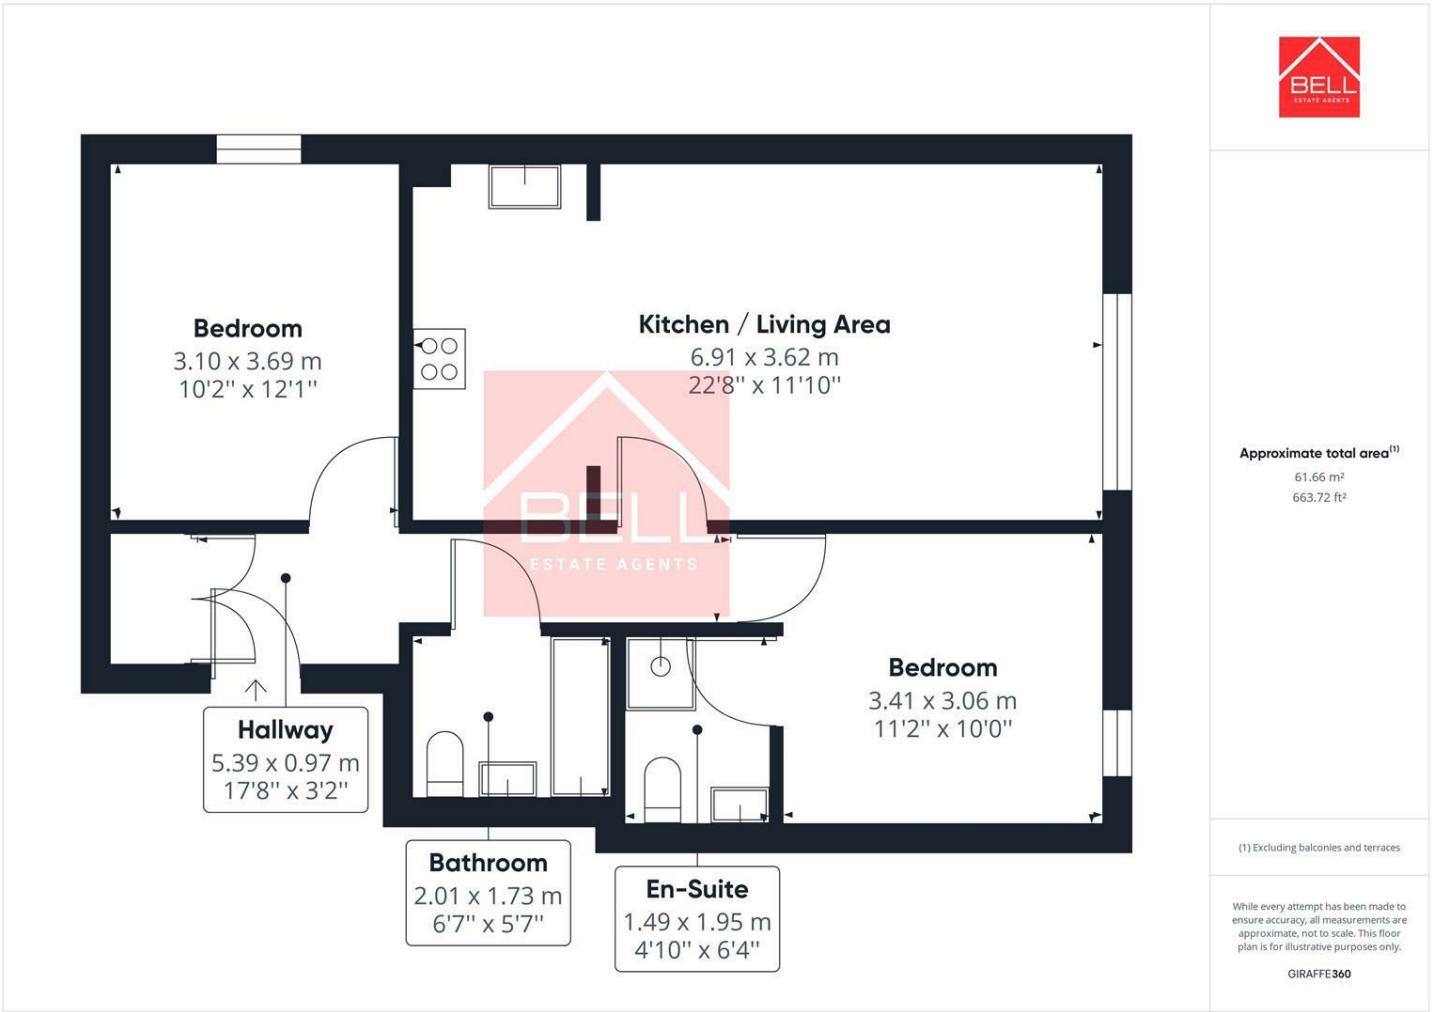 BELL
ESTATE AGENTS
Bedroom
3.10 x 3.69 m
10'2'' x 12'1''
Kitchen / Living Area
6.91 x 3.62 m
22'8'' x 11'10''
BELL
ESTATE AGENTS
Bedroom
3.41 x 3.06 m
11'2'' x 10'0''
Hallway
5.39 x 0.97 m
17'8'' x 3'2''
Bathroom
2.01 x 1.73 m
6'7'' x 5'7''
En-Suite
1.49 x 1.95 m
4'10'' x 6'4''
Approximate total area(1)
61.66 m²
663.72 ft²
(1) Excluding balconies and terraces
While every attempt has been made to
ensure accuracy, all measurements are
approximate, not to scale. This floor
plan is for illustrative purposes only.
GIRAFFE360